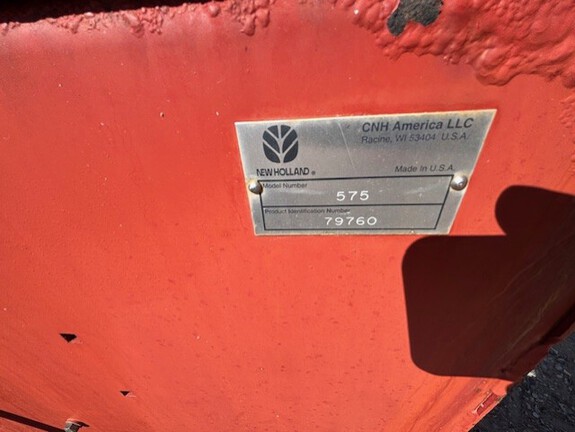 CNH America LLC
Racine, WI 53404 U.S.A.
NEW HOLLAND ®
Made in U.S.A.
Model Number
575
Product Identification Number
79760